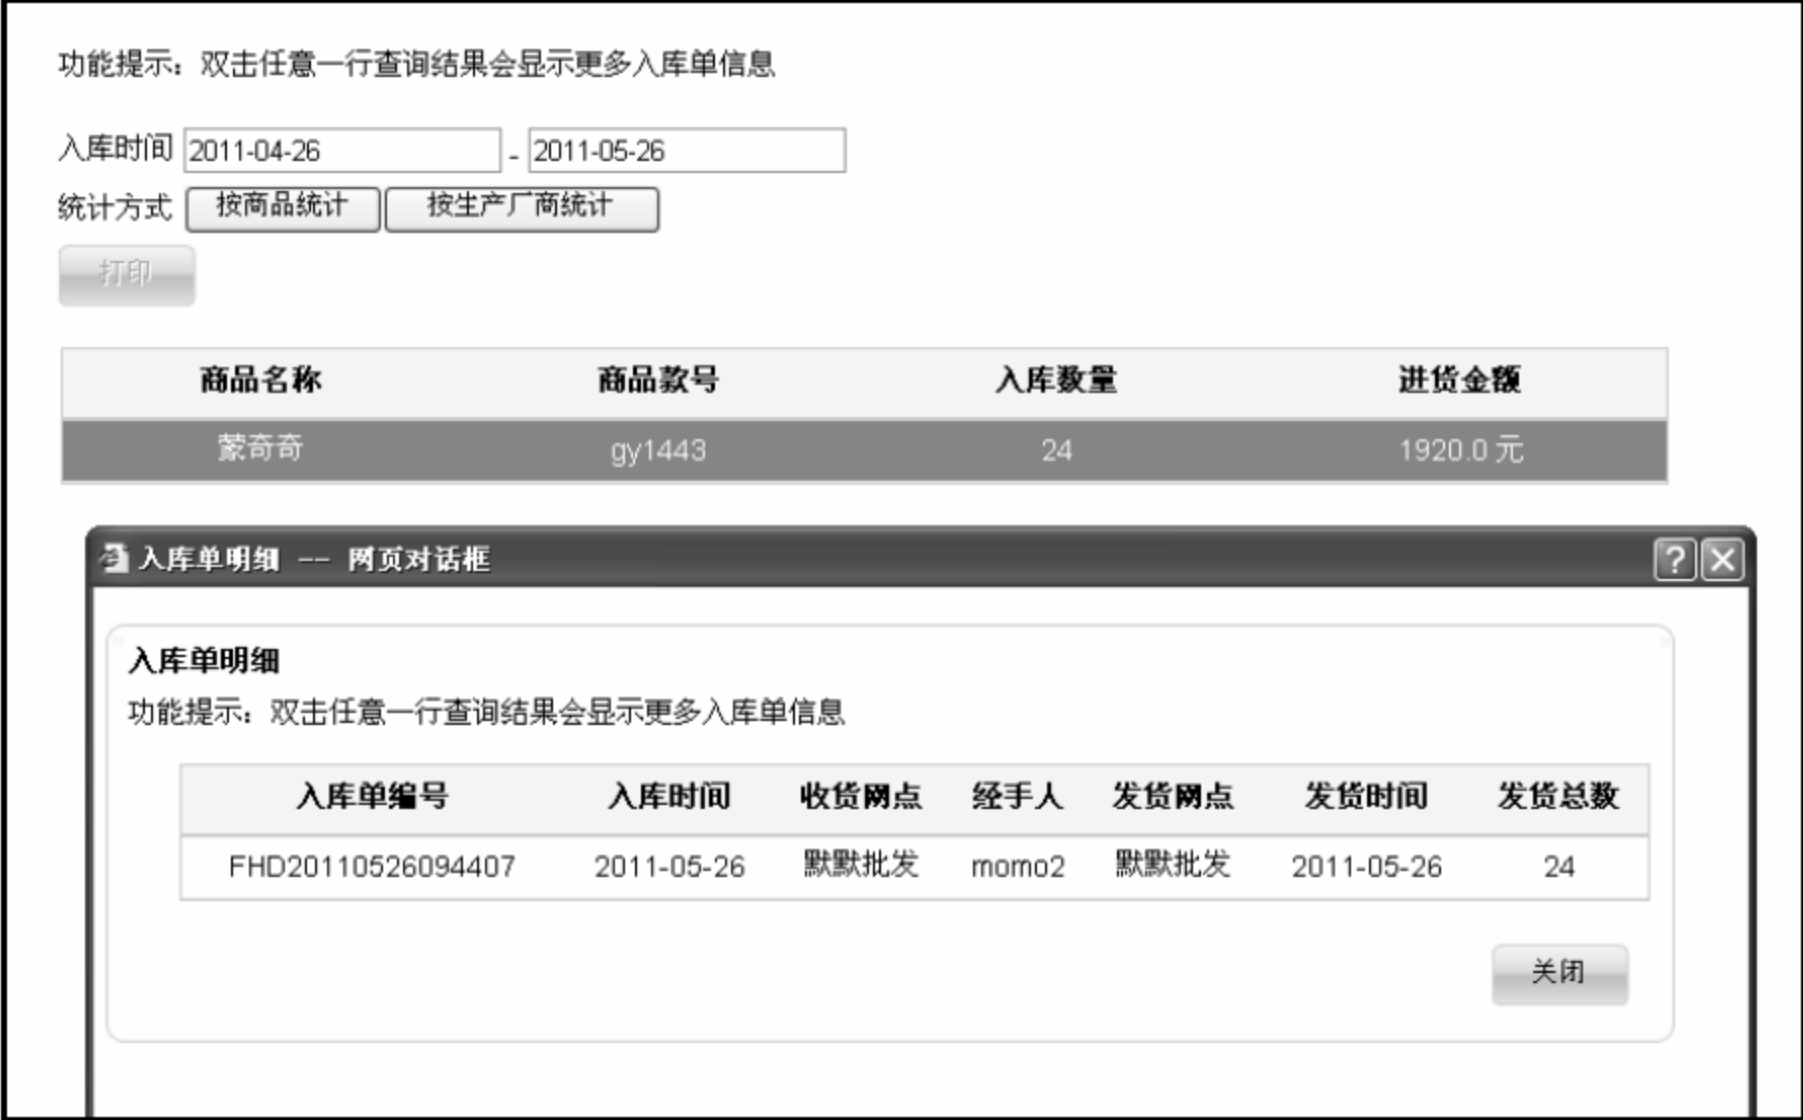 功能提示：双击任意一行查询结果会显示更多入库单信息
入库时间 2011-04-26 - 2011-05-26
统计方式 按商品统计 按生产厂商统计
打印
商品名称 商品款号 入库数量 进货金额
蒙奇奇 gy1443 24 1920.0 元
入库单明细 -- 网页对话框
入库单明细
功能提示：双击任意一行查询结果会显示更多入库单信息
入库单编号 入库时间 收货网点 经手人 发货网点 发货时间 发货总数
FHD20110526094407 2011-05-26 默默批发 momo2 默默批发 2011-05-26 24
关闭